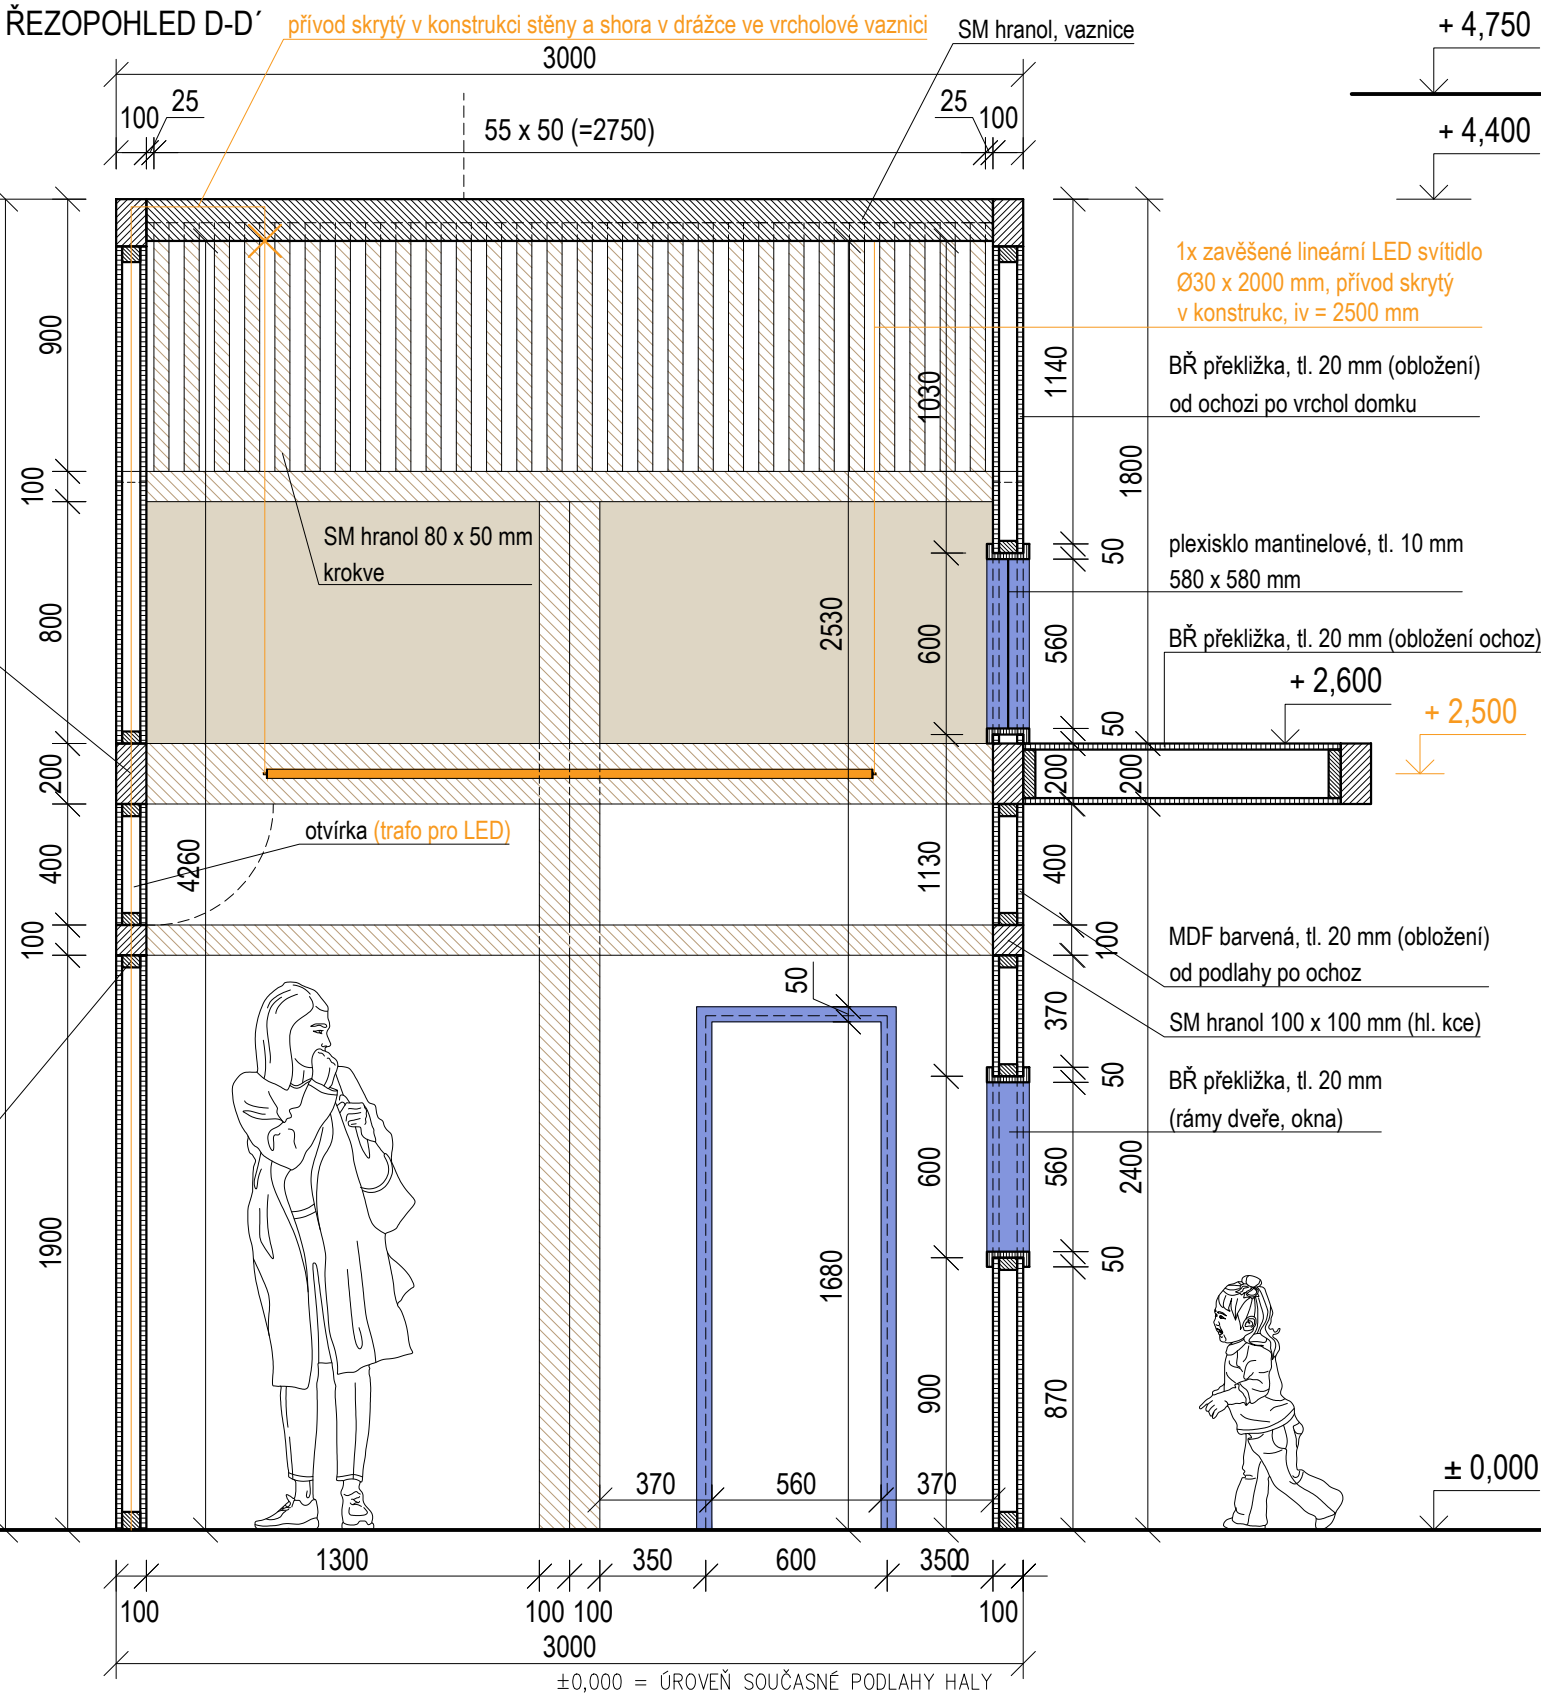 ŘEZOPOHLED D-D´
přívod skrytý v konstrukci stěny a shora v drážce ve vrcholové vaznici
SM hranol, vaznice
+ 4,750
3000
100
25
55 x 50 (=2750)
25
100
+ 4,400
1x zavěšené lineární LED svítidlo
Ø30 x 2000 mm, přívod skrytý
v konstrukc, iv = 2500 mm
900
1030
1140
BŘ překližka, tl. 20 mm (obložení)
od ochozi po vrchol domku
100
1800
SM hranol 80 x 50 mm
krokve
50
plexisklo mantinelové, tl. 10 mm
580 x 580 mm
800
2530
600
560
BŘ překližka, tl. 20 mm (obložení ochoz)
+ 2,600
+ 2,500
50
200
200
200
otvírka (trafo pro LED)
400
4260
1130
400
100
100
MDF barvená, tl. 20 mm (obložení)
od podlahy po ochoz
50
370
SM hranol 100 x 100 mm (hl. kce)
50
BŘ překližka, tl. 20 mm
(rámy dveře, okna)
600
560
2400
1900
1680
50
900
870
370
560
370
± 0,000
1300
350
600
3500
100
100
100
100
3000
±0,000 = ÚROVEŇ SOUČASNÉ PODLAHY HALY